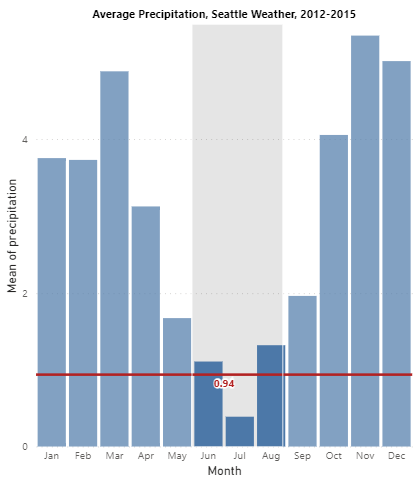 Average Precipitation, Seattle Weather, 2012-2015
Mean of precipitation
4
2
0
0.94
Jan Feb Mar Apr May Jun Jul Aug Sep Oct Nov Dec
Month